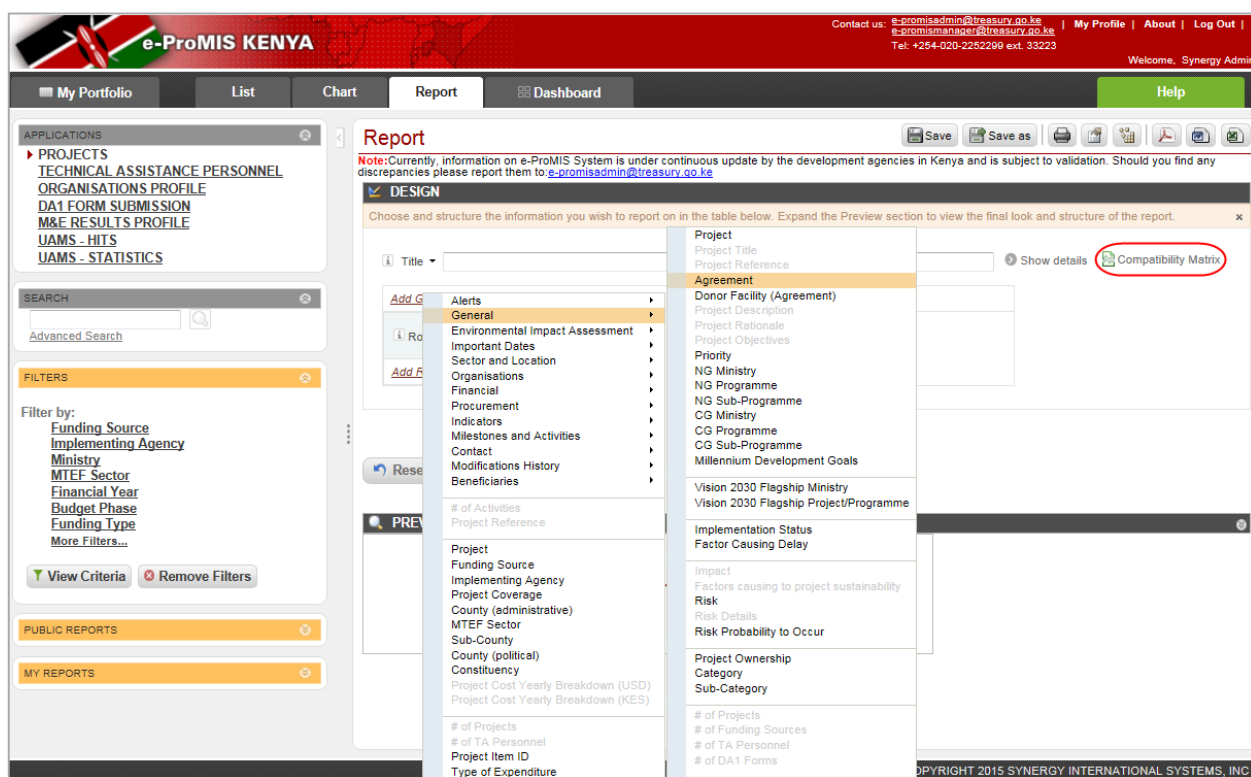 Contact us: e-promisadmin@treasury.go.ke | My Profile | About | Log Out |
e-promismanager@treasury.go.ke
Tel: +254-020-2252299 ext. 33223
e-ProMIS KENYA
Welcome, Synergy Admi
My Portfolio List Chart Report Dashboard Help
APPLICATIONS
PROJECTS
TECHNICAL ASSISTANCE PERSONNEL
ORGANISATIONS PROFILE
DA1 FORM SUBMISSION
M&E RESULTS PROFILE
UAMS - HITS
UAMS - STATISTICS
SEARCH
Advanced Search
FILTERS
Filter by:
Funding Source
Implementing Agency
Ministry
MTEF Sector
Financial Year
Budget Phase
Funding Type
More Filters...
View Criteria Remove Filters
PUBLIC REPORTS
MY REPORTS
Report
Save Save as
Note:Currently, information on e-ProMIS System is under continuous update by the development agencies in Kenya and is subject to validation. Should you find any
discrepancies please report them to:e-promisadmin@treasury.go.ke
DESIGN
Choose and structure the information you wish to report on in the table below. Expand the Preview section to view the final look and structure of the report.
Title
Show details Compatibility Matrix
Add G
Ro
Add R
Rese
PREV
Alerts
General
Environmental Impact Assessment
Important Dates
Sector and Location
Organisations
Financial
Procurement
Indicators
Milestones and Activities
Contact
Modifications History
Beneficiaries
# of Activities
Project Reference
Project
Funding Source
Implementing Agency
Project Coverage
County (administrative)
MTEF Sector
Sub-County
County (political)
Constituency
Project Cost Yearly Breakdown (USD)
Project Cost Yearly Breakdown (KES)
# of Projects
# of TA Personnel
Project Item ID
Type of Expenditure
Project
Project Title
Project Reference
Agreement
Donor Facility (Agreement)
Project Description
Project Rationale
Project Objectives
Priority
NG Ministry
NG Programme
NG Sub-Programme
CG Ministry
CG Programme
CG Sub-Programme
Millennium Development Goals
Vision 2030 Flagship Ministry
Vision 2030 Flagship Project/Programme
Implementation Status
Factor Causing Delay
Impact
Factors causing to project sustainability
Risk
Risk Details
Risk Probability to Occur
Project Ownership
Category
Sub-Category
# of Projects
# of Funding Sources
# of TA Personnel
# of DA1 Forms
OPYRIGHT 2015 SYNERGY INTERNATIONAL SYSTEMS, INC